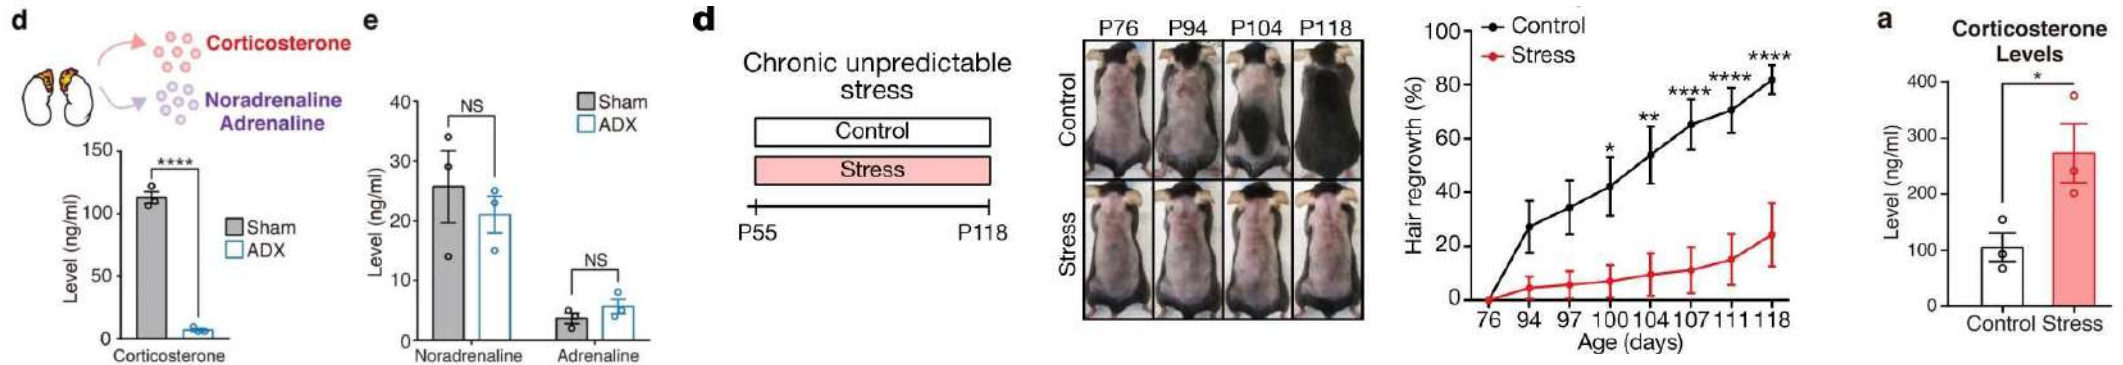 d
Corticosterone
Noradrenaline
Adrenaline
150
100
50
0
Level (ng/ml)
****
Sham
ADX
Corticosterone
e
40
30
20
10
0
Level (ng/ml)
NS
NS
Sham
ADX
Noradrenaline
Adrenaline
d
Chronic unpredictable
stress
Control
Stress
P55
P118
P76 P94 P104 P118
Control
Stress
Control
Stress
100
80
60
40
20
0
Hair regrowth (%)
*
**
****
****
****
76 94 97 100 104 107 111 118
Age (days)
a
Corticosterone
Levels
400
300
200
100
0
Level (ng/ml)
*
Control Stress